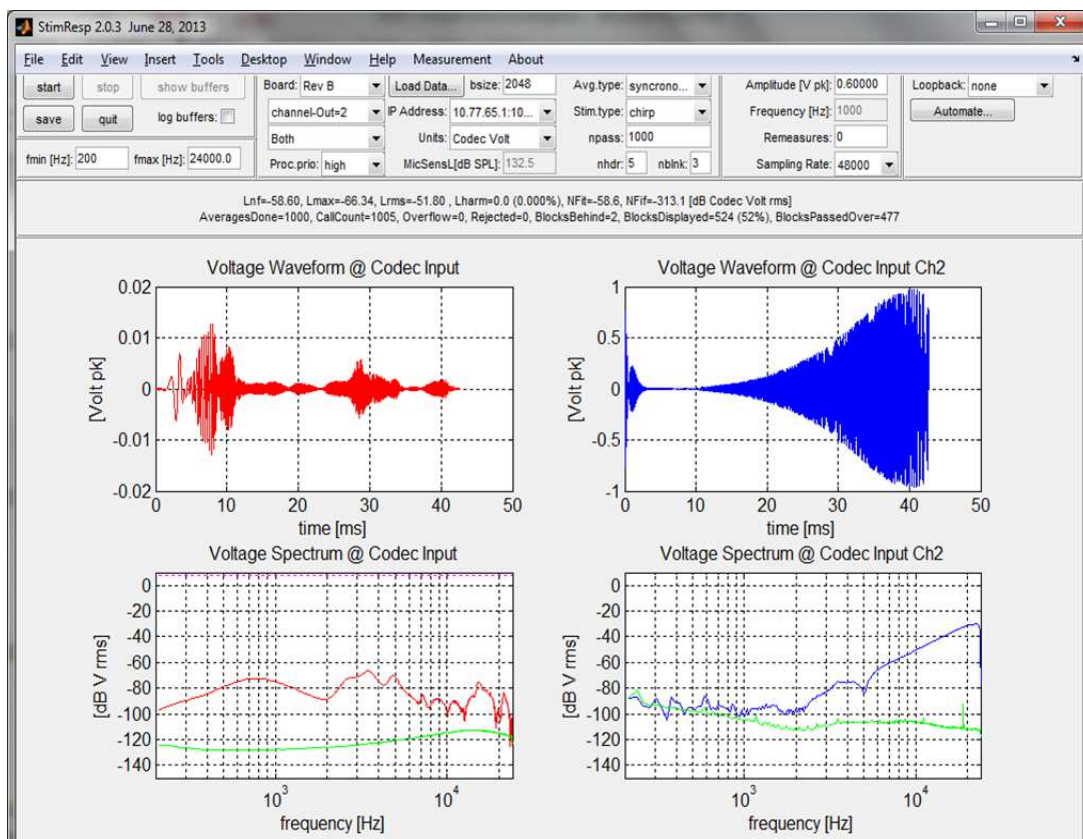 StimResp 2.0.3 June 28, 2013
File Edit View Insert Tools Desktop Window Help Measurement About
start stop show buffers
save quit log buffers:
fmin [Hz]: 200 fmax [Hz]: 24000.0
Board: Rev B Load Data... bsize: 2048
channel-Out=2 IP Address: 10.77.65.1:10...
Both Units: Codec Volt
Proc.prio: high MicSensL[dB SPL]: 132.5
Avg.type: syncrono...
Stim.type: chirp
npass: 1000
nhdr: 5 nblnk: 3
Amplitude [V pk]: 0.60000
Frequency [Hz]: 1000
Remeasures: 0
Sampling Rate: 48000
Loopback: none
Automate...
Lnf=-58.60, Lmax=-66.34, Lrms=-51.80 , Lharm=0.0 (0.000%), NFit=-58.6, NFif=-313.1 [dB Codec Volt rms]
AveragesDone=1000, CallCount=1005, Overflow=0, Rejected=0, BlocksBehind=2, BlocksDisplayed=524 (52%), BlocksPassedOver=477
Voltage Waveform @ Codec Input
[Volt pk]
0.02
0.01
0
-0.01
-0.02
0 10 20 30 40 50
time [ms]
Voltage Waveform @ Codec Input Ch2
[Volt pk]
1
0.5
0
-0.5
-1
0 10 20 30 40 50
time [ms]
Voltage Spectrum @ Codec Input
[dB V rms]
0
-20
-40
-60
-80
-100
-120
-140
10³ 10⁴
frequency [Hz]
Voltage Spectrum @ Codec Input Ch2
[dB V rms]
0
-20
-40
-60
-80
-100
-120
-140
10³ 10⁴
frequency [Hz]